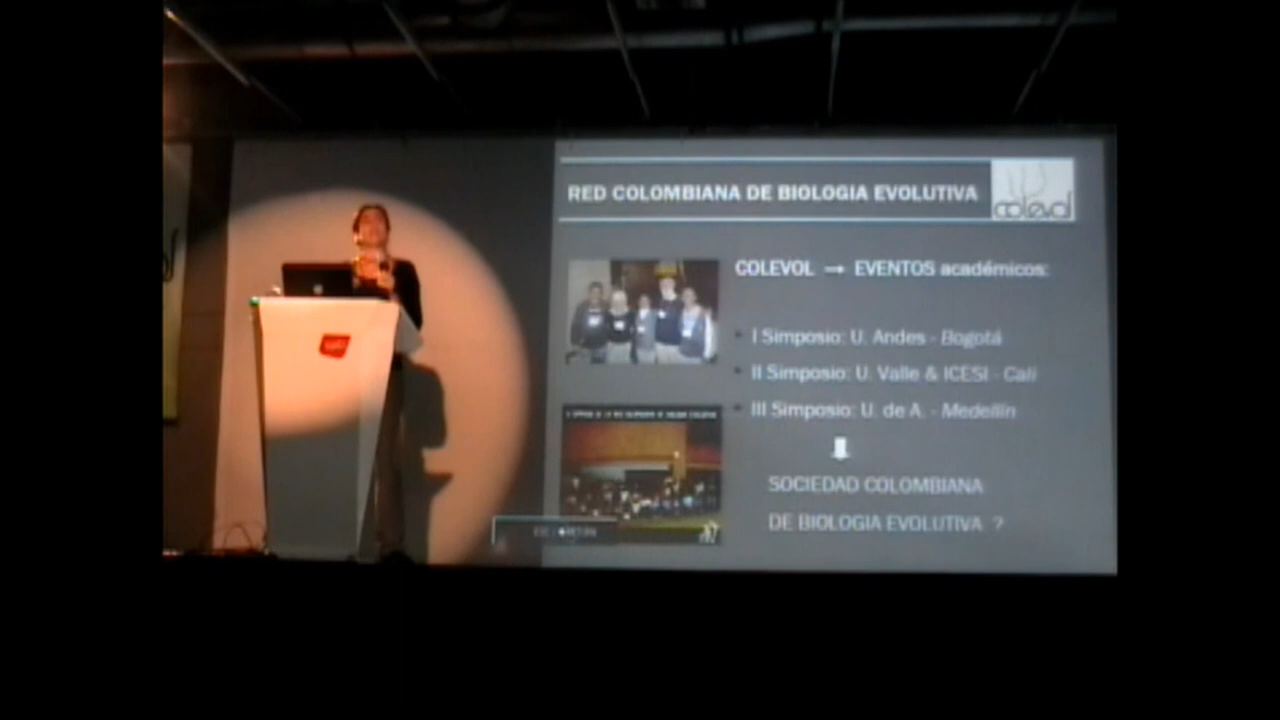 RED COLOMBIANA DE BIOLOGIA EVOLUTIVA
colevol
COLEVOL → EVENTOS académicos:
I Simposio: U. Andes - Bogotá
II Simposio: U. Valle & ICESI - Cali
III Simposio: U. de A. - Medellín
SOCIEDAD COLOMBIANA
DE BIOLOGIA EVOLUTIVA ?